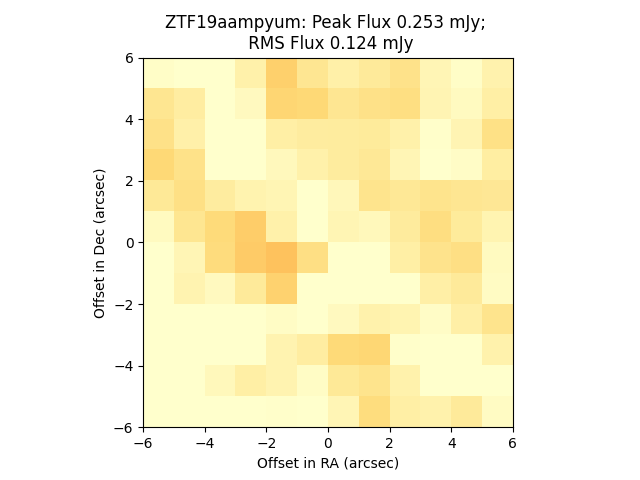 ZTF19aampyum: Peak Flux 0.253 mJy;
RMS Flux 0.124 mJy
6
4
2
0
−2
−4
−6
Offset in Dec (arcsec)
−6 −4 −2 0 2 4 6
Offset in RA (arcsec)